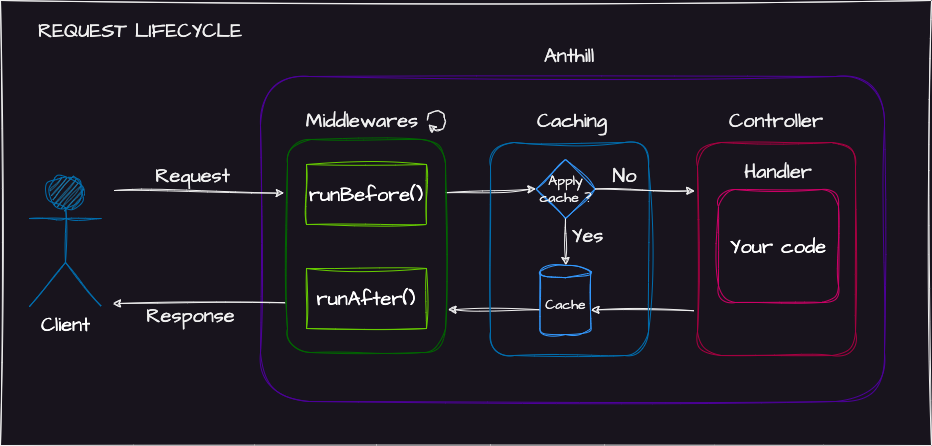 REQUEST LIFECYCLE
Anthill
Middlewares
Caching
Controller
Request
runBefore()
Apply
cache ?
No
Handler
Yes
Your code
runAfter()
Cache
Response
Client